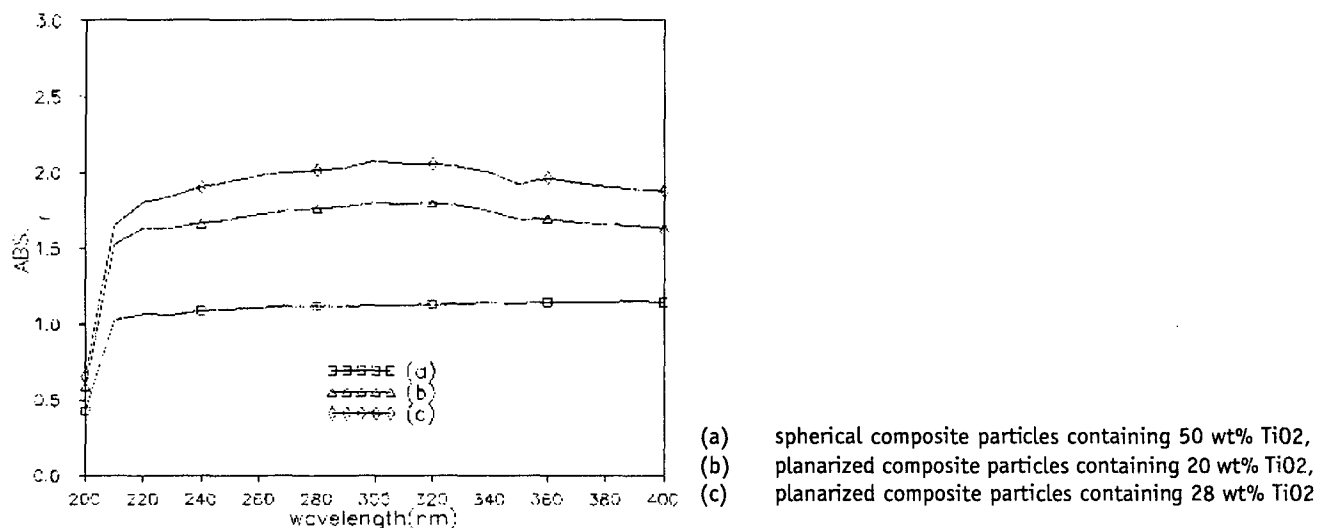 3.0
2.5
2.0
1.5
1.0
0.5
0.0
ABS.
200 220 240 260 280 300 320 340 360 380 400
wavelength(nm)
(a)
(b)
(c)
(a) spherical composite particles containing 50 wt% TiO2,
(b) planarized composite particles containing 20 wt% TiO2,
(c) planarized composite particles containing 28 wt% TiO2